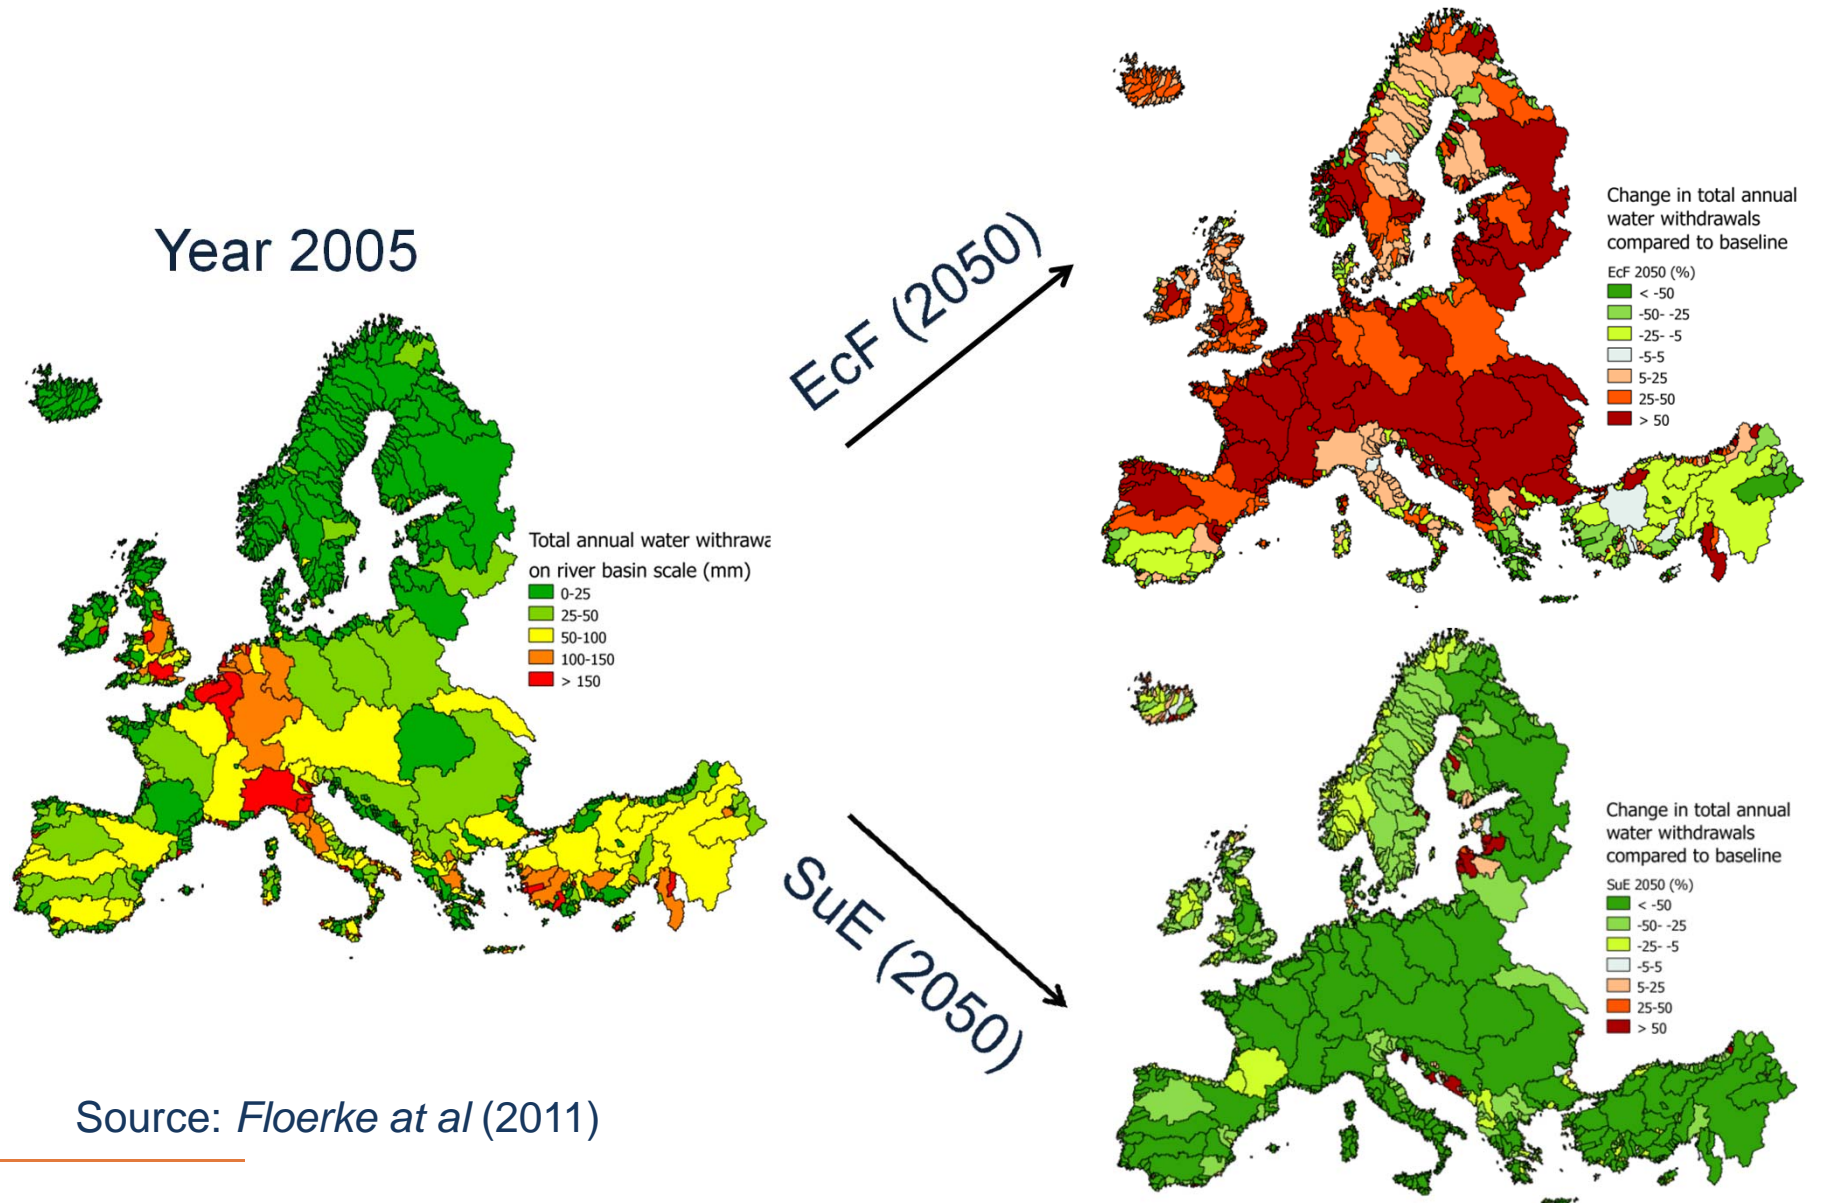 Year 2005
Total annual water withrawa
on river basin scale (mm)
0-25
25-50
50-100
100-150
> 150
EcF (2050)
SuE (2050)
Change in total annual
water withdrawals
compared to baseline
EcF 2050 (%)
< -50
-50- -25
-25- -5
-5-5
5-25
25-50
> 50
Change in total annual
water withdrawals
compared to baseline
SuE 2050 (%)
< -50
-50- -25
-25- -5
-5-5
5-25
25-50
> 50
Source: Floerke at al (2011)